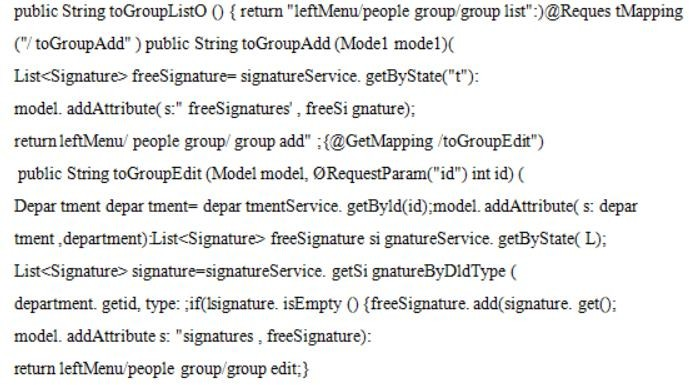 public String toGroupListO () { return "leftMenu/people group/group list":)@Reques tMapping
("/ toGroupAdd" ) public String toGroupAdd (Mode1 mode1)(
List<Signature> freeSignature= signatureService. getByState("t"):
model. addAttribute( s:" freeSignatures' , freeSi gnature);
return leftMenu/ people group/ group add" ;{@GetMapping /toGroupEdit")
public String toGroupEdit (Model model, ØRequestParam("id") int id) (
Depar tment depar tment= depar tmentService. getByld(id);model. addAttribute( s: depar
tment ,department):List<Signature> freeSignature si gnatureService. getByState( L);
List<Signature> signature=signatureService. getSi gnatureByDldType (
department. getid, type: ;if(lsignature. isEmpty () {freeSignature. add(signature. get();
model. addAttribute s: "signatures , freeSignature):
return leftMenu/people group/group edit;}